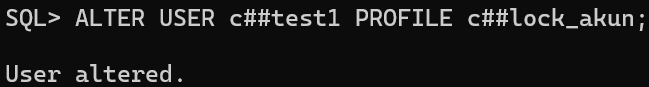 SQL> ALTER USER c##test1 PROFILE c##lock_akun;
User altered.